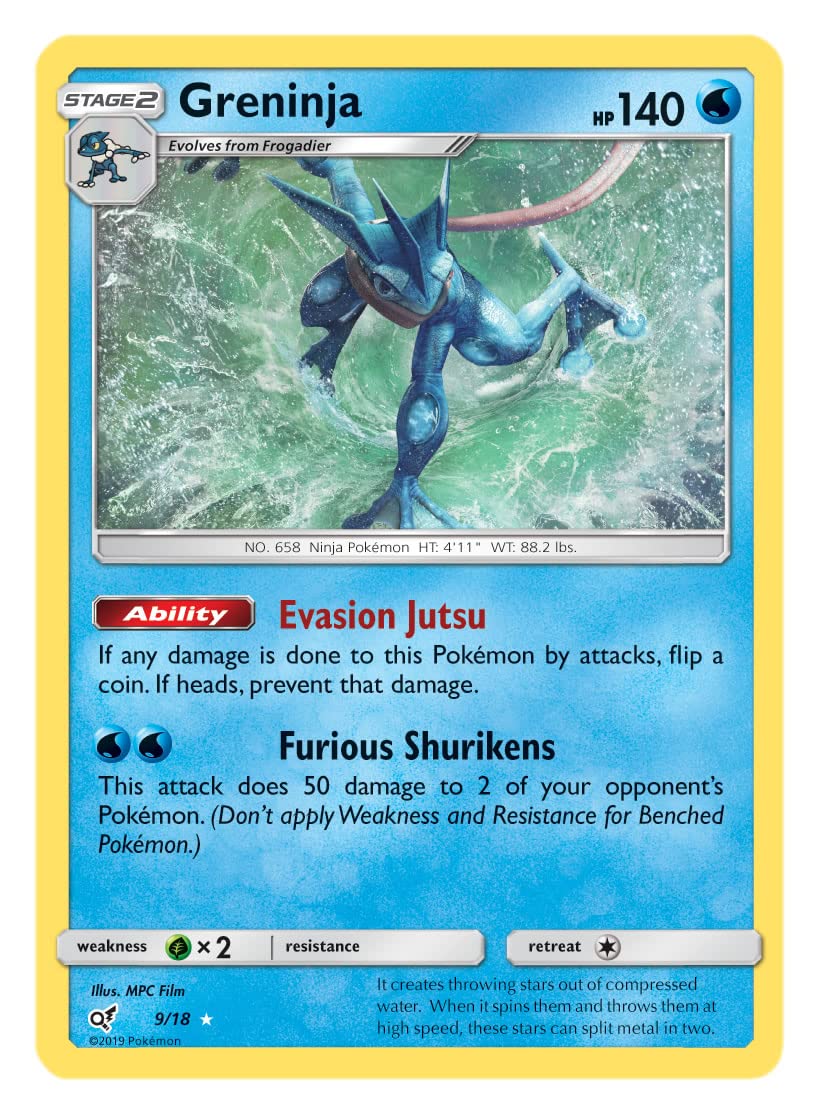 STAGE2 Greninja HP 140
Evolves from Frogadier
NO. 658 Ninja Pokémon HT: 4'11" WT: 88.2 lbs.
Ability Evasion Jutsu
If any damage is done to this Pokémon by attacks, flip a
coin. If heads, prevent that damage.
Furious Shurikens
This attack does 50 damage to 2 of your opponent's
Pokémon. (Don't apply Weakness and Resistance for Benched
Pokémon.)
weakness ×2 resistance retreat
Illus. MPC Film
9/18
©2019 Pokémon
It creates throwing stars out of compressed
water. When it spins them and throws them at
high speed, these stars can split metal in two.